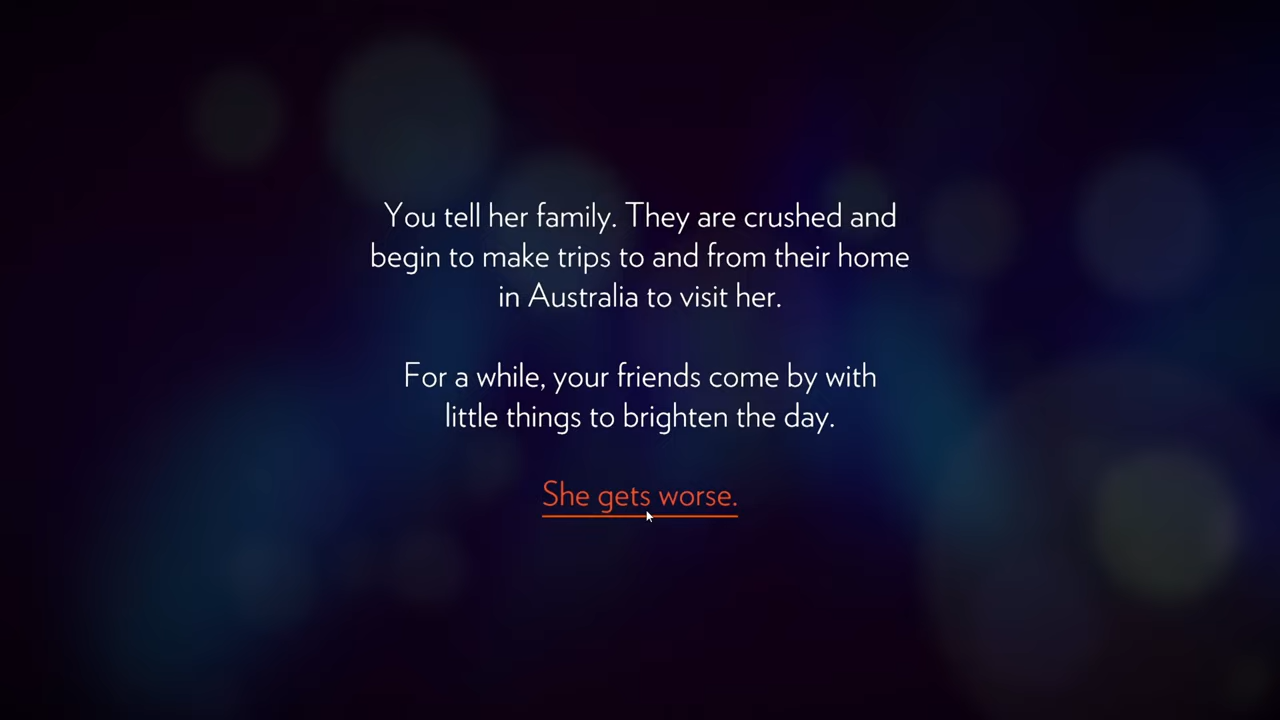 You tell her family. They are crushed and
begin to make trips to and from their home
in Australia to visit her.
For a while, your friends come by with
little things to brighten the day.
She gets worse.